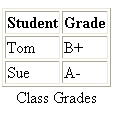 Student Grade
Tom B+
Sue A-
Class Grades